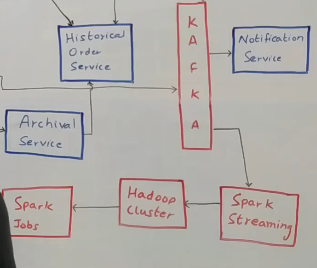 Historical
Order
Service
K
A
F
K
A
Notification
Service
Archival
Service
Spark
Jobs
Hadoop
Cluster
Spark
Streaming